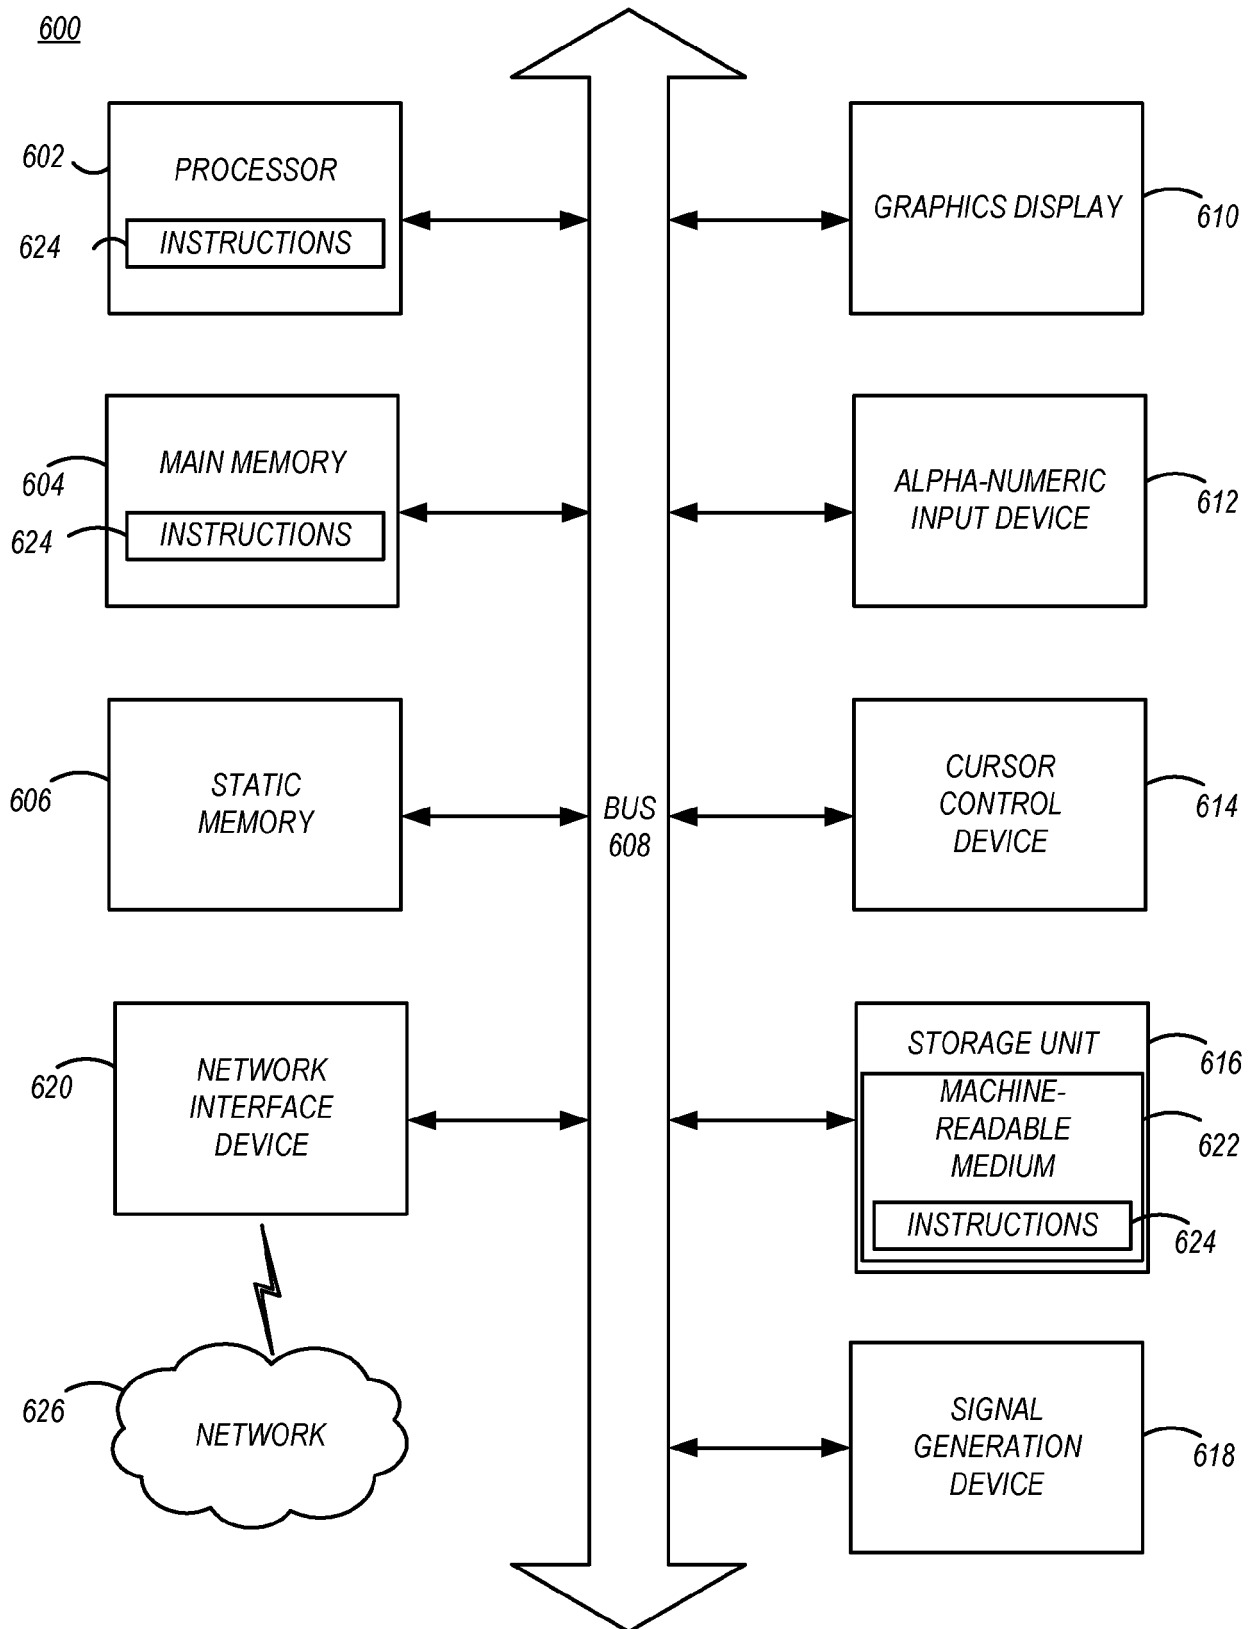 600
602
PROCESSOR
624
INSTRUCTIONS
GRAPHICS DISPLAY
610
604
MAIN MEMORY
624
INSTRUCTIONS
ALPHA-NUMERIC
INPUT DEVICE
612
606
STATIC
MEMORY
BUS
608
CURSOR
CONTROL
DEVICE
614
620
NETWORK
INTERFACE
DEVICE
STORAGE UNIT
616
MACHINE-
READABLE
MEDIUM
622
INSTRUCTIONS
624
626
NETWORK
SIGNAL
GENERATION
DEVICE
618